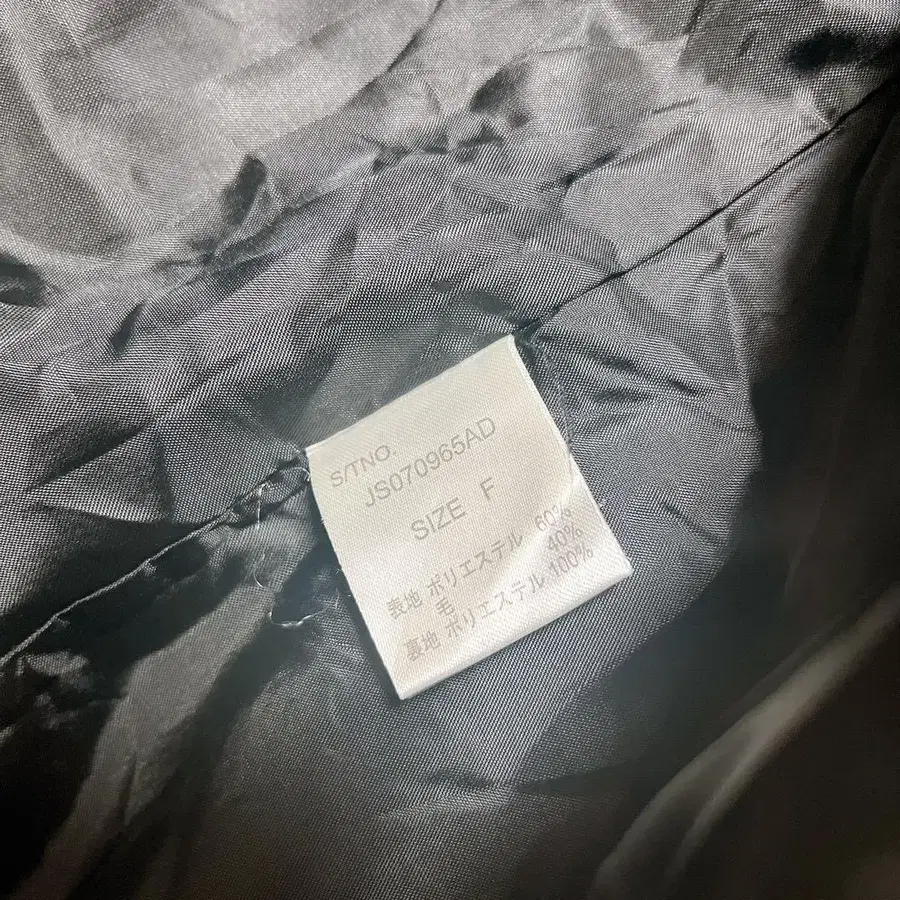 S/TNO.
JS070965AD
SIZE F
表地 ポリエステル 60%
毛 40%
裏地 ポリエステル 100%